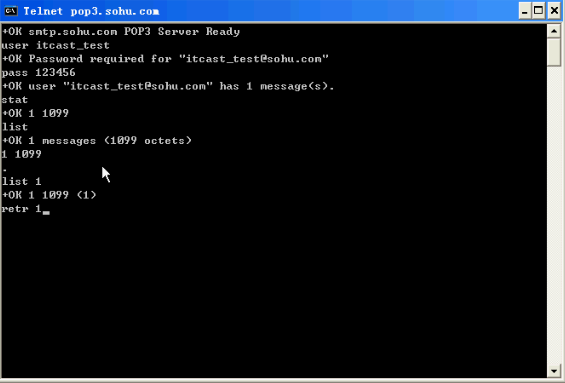 Telnet pop3.sohu.com
+OK smtp.sohu.com POP3 Server Ready
user itcast_test
+OK Password required for "itcast_test@sohu.com"
pass 123456
+OK user "itcast_test@sohu.com" has 1 message(s).
stat
+OK 1 1099
list
+OK 1 messages (1099 octets)
1 1099
.
list 1
+OK 1 1099 (1)
retr 1